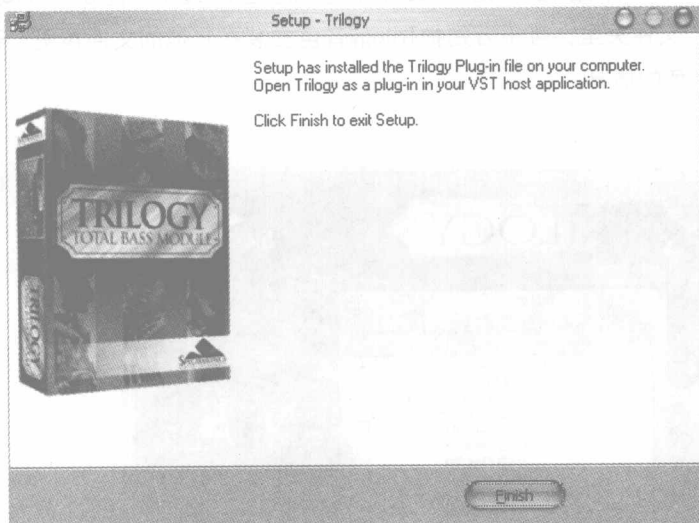 Setup - Trilogy
Setup has installed the Trilogy Plug-in file on your computer.
Open Trilogy as a plug-in in your VST host application.
Click Finish to exit Setup.
TRILOGY
TOTAL BASS MODULE
TRILOGY
Finish